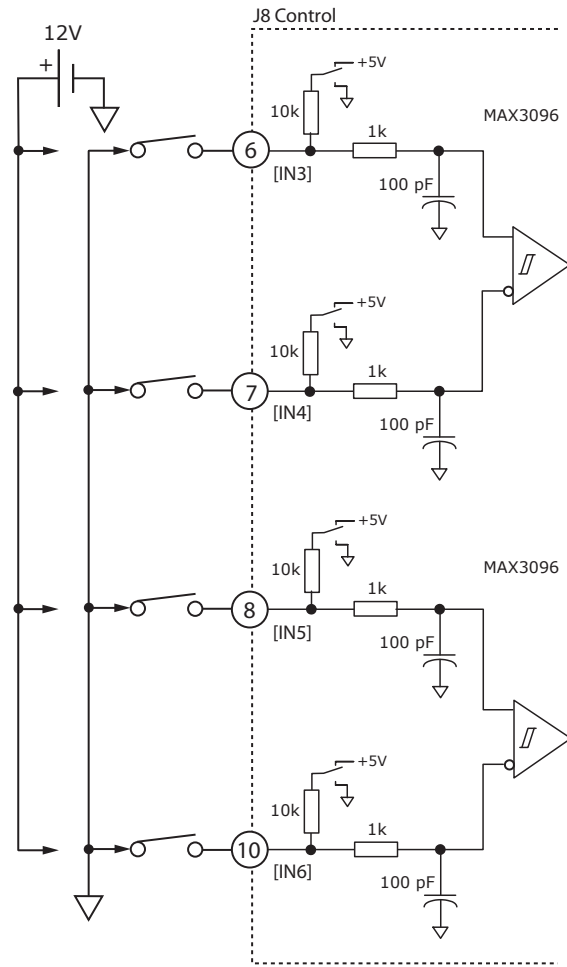 J8 Control
12V
+
+5V
10k
MAX3096
1k
6
[IN3]
100 pF
+5V
10k
1k
7
[IN4]
100 pF
+5V
10k
MAX3096
1k
8
[IN5]
100 pF
+5V
10k
1k
10
[IN6]
100 pF